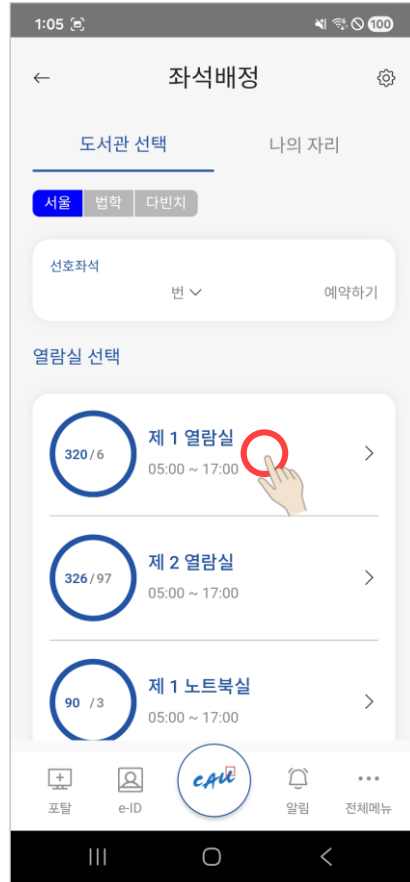 1:05
100
좌석배정
도서관 선택
나의 자리
서울 법학 다빈치
선호좌석
번
예약하기
열람실 선택
320/6
제 1 열람실
05:00 ~ 17:00
326/97
제 2 열람실
05:00 ~ 17:00
90 /3
제 1 노트북실
05:00 ~ 17:00
포탈
e-ID
CAU
알림
전체메뉴